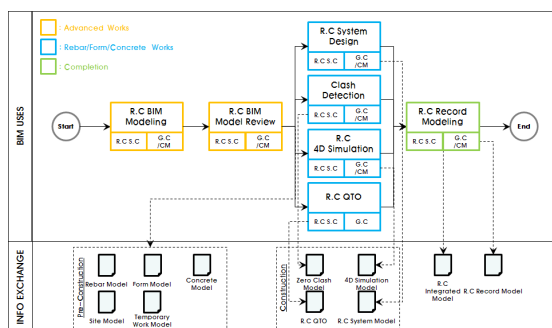 : Advanced Works
: Rebar/Form/Concrete Works
: Completion
BIM USES
Start
R.C BIM
Modeling
R.C S.C
G.C
/CM
R.C BIM
Model Review
R.C S.C
G.C
/CM
R.C System
Design
R.C S.C
G.C
/CM
Clash
Detection
R.C S.C
G.C
/CM
R.C
4D Simulation
R.C S.C
G.C
/CM
R.C QTO
R.C S.C
G.C
R.C Record
Modeling
R.C S.C
G.C
/CM
End
INFO EXCHANGE
Pre-Construction
Rebar Model
Form Model
Concrete
Model
Site Model
Temporary
Work Model
Construction
Zero Clash
Model
4D Simulation
Model
R.C QTO
R.C System Model
R.C
Integrated
Model
R.C Record Model